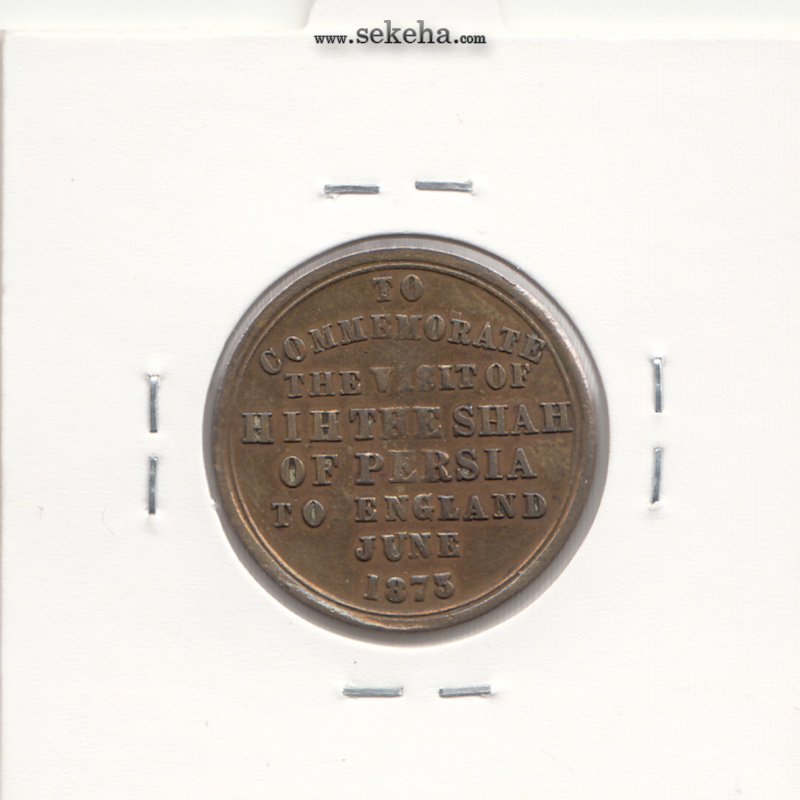 www.sekeha.com
TO
COMMEMORATE
THE VISIT OF
H I H THE SHAH
OF PERSIA
TO ENGLAND
JUNE
1873